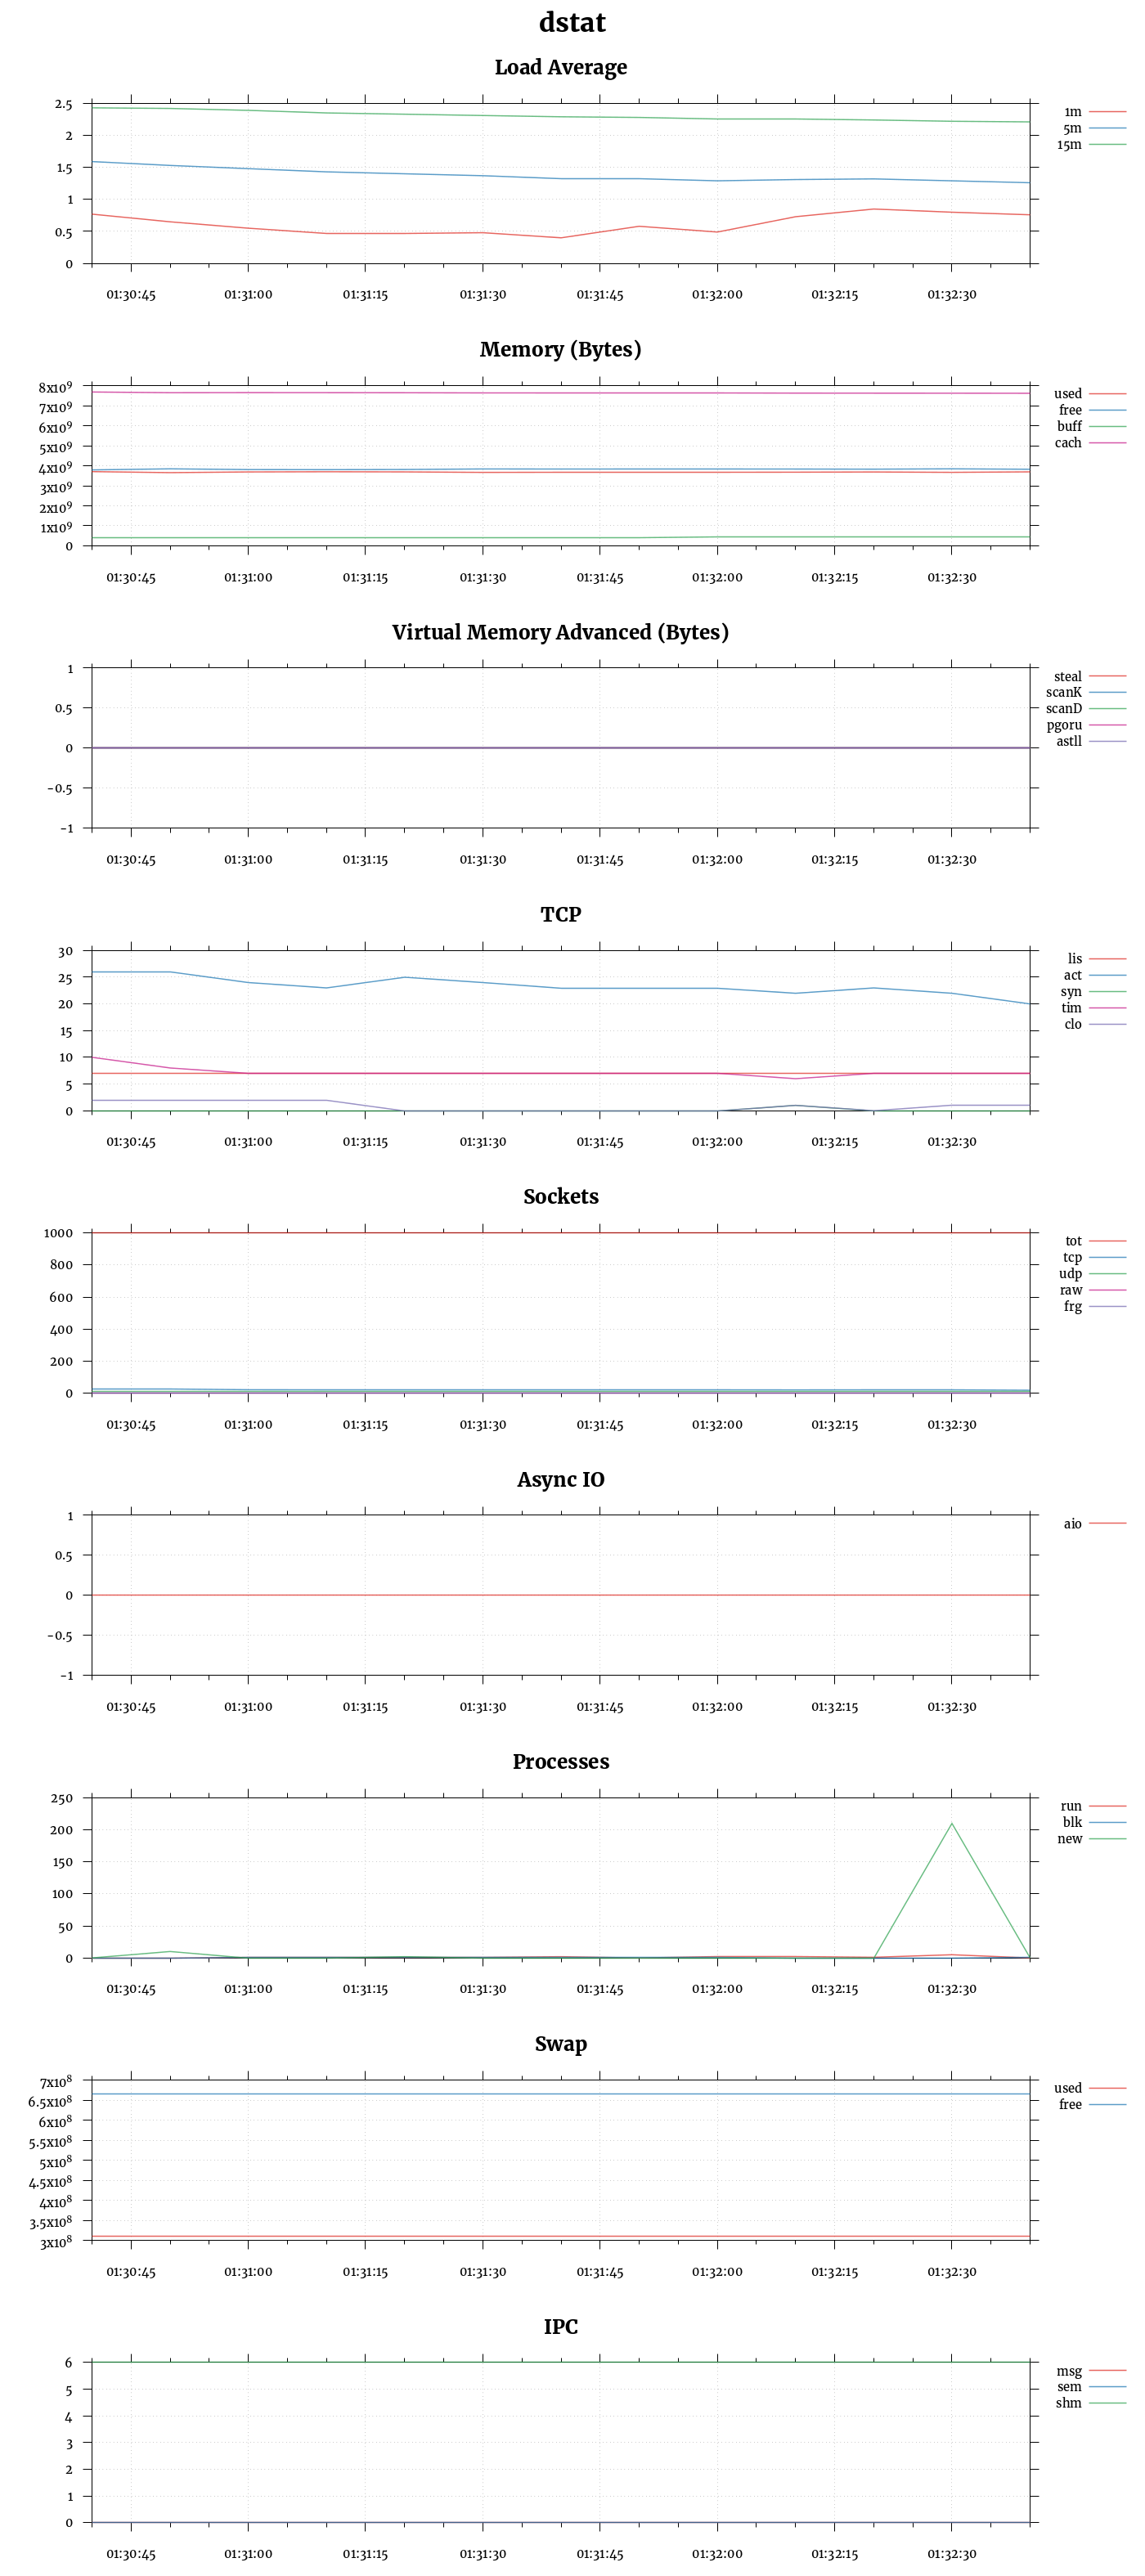 dstat
Load Average
2.5
2
1.5
1
0.5
0
1m
5m
15m
01:30:45 01:31:00 01:31:15 01:31:30 01:31:45 01:32:00 01:32:15 01:32:30
Memory (Bytes)
8x10⁹
7x10⁹
6x10⁹
5x10⁹
4x10⁹
3x10⁹
2x10⁹
1x10⁹
0
used
free
buff
cach
01:30:45 01:31:00 01:31:15 01:31:30 01:31:45 01:32:00 01:32:15 01:32:30
Virtual Memory Advanced (Bytes)
1
0.5
0
-0.5
-1
steal
scanK
scanD
pgoru
astll
01:30:45 01:31:00 01:31:15 01:31:30 01:31:45 01:32:00 01:32:15 01:32:30
TCP
30
25
20
15
10
5
0
lis
act
syn
tim
clo
01:30:45 01:31:00 01:31:15 01:31:30 01:31:45 01:32:00 01:32:15 01:32:30
Sockets
1000
800
600
400
200
0
tot
tcp
udp
raw
frg
01:30:45 01:31:00 01:31:15 01:31:30 01:31:45 01:32:00 01:32:15 01:32:30
Async IO
1
0.5
0
-0.5
-1
aio
01:30:45 01:31:00 01:31:15 01:31:30 01:31:45 01:32:00 01:32:15 01:32:30
Processes
250
200
150
100
50
0
run
blk
new
01:30:45 01:31:00 01:31:15 01:31:30 01:31:45 01:32:00 01:32:15 01:32:30
Swap
7x10⁸
6.5x10⁸
6x10⁸
5.5x10⁸
5x10⁸
4.5x10⁸
4x10⁸
3.5x10⁸
3x10⁸
used
free
01:30:45 01:31:00 01:31:15 01:31:30 01:31:45 01:32:00 01:32:15 01:32:30
IPC
6
5
4
3
2
1
0
msg
sem
shm
01:30:45 01:31:00 01:31:15 01:31:30 01:31:45 01:32:00 01:32:15 01:32:30